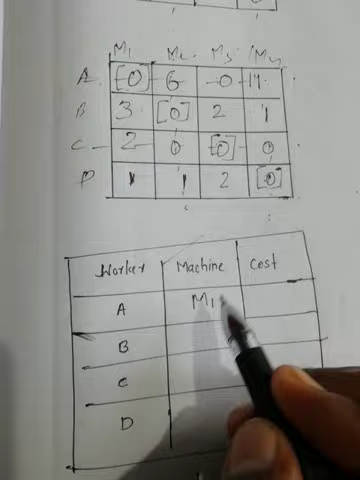 M1 M2 M3 M4
A [0] 6 0 11
B 3 [0] 2 1
C 2 0 [0] 0
D 1 1 2 [0]
Worker Machine Cost
A M1
B
C
D